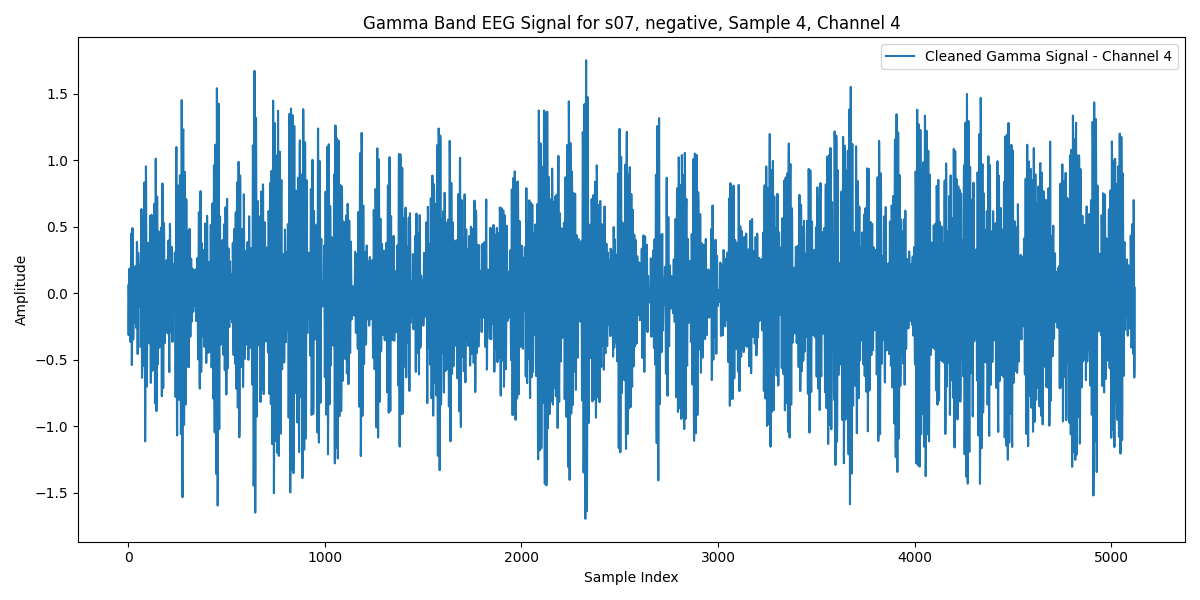 Gamma Band EEG Signal for s07, negative, Sample 4, Channel 4
Cleaned Gamma Signal - Channel 4
Amplitude
1.5
1.0
0.5
0.0
−0.5
−1.0
−1.5
0 1000 2000 3000 4000 5000
Sample Index